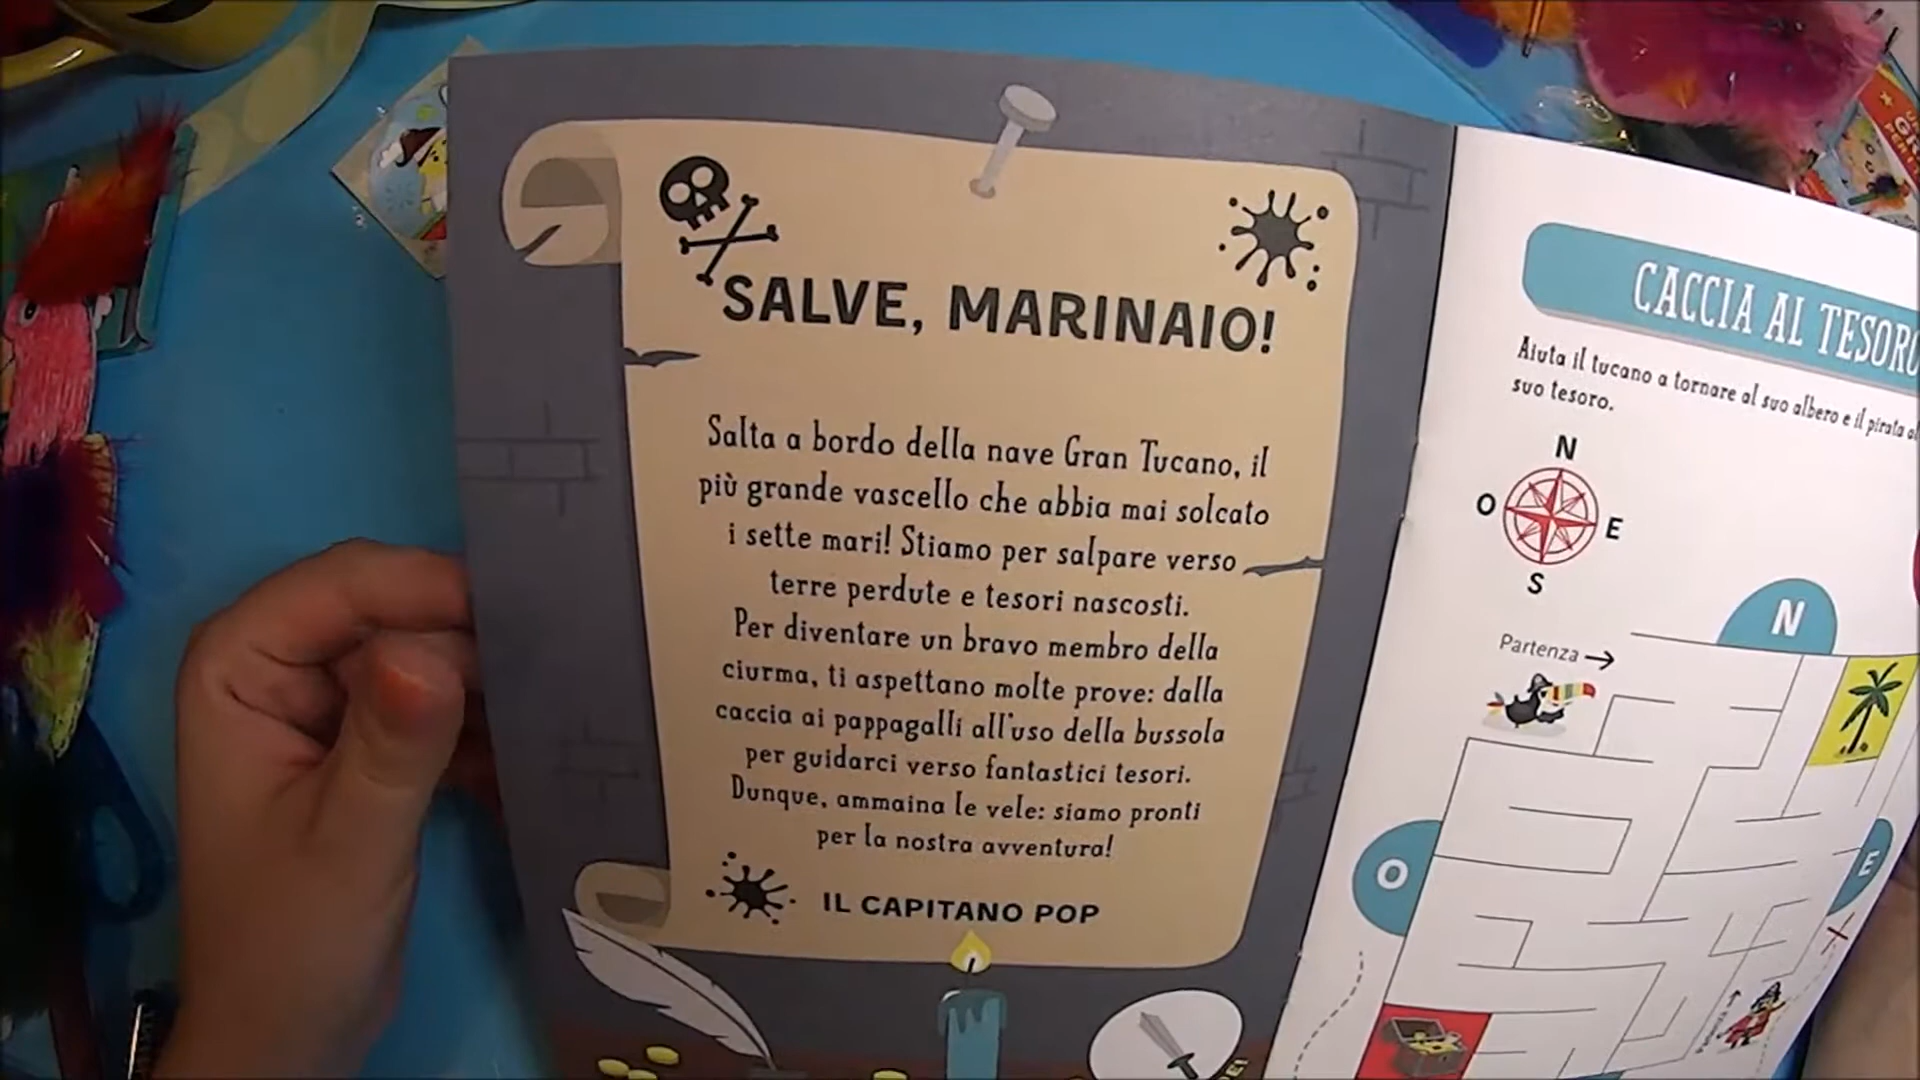 SALVE, MARINAIO!
Salta a bordo della nave Gran Tucano, il
più grande vascello che abbia mai solcato
i sette mari! Stiamo per salpare verso
terre perdute e tesori nascosti.
Per diventare un bravo membro della
ciurma, ti aspettano molte prove: dalla
caccia ai pappagalli all'uso della bussola
per guidarci verso fantastici tesori.
Dunque, ammaina le vele: siamo pronti
per la nostra avventura!
IL CAPITANO POP
CACCIA AL TESORO
Aiuta il tucano a tornare al suo albero e il pirata al
suo tesoro.
N
O
E
S
Partenza
N
O
E